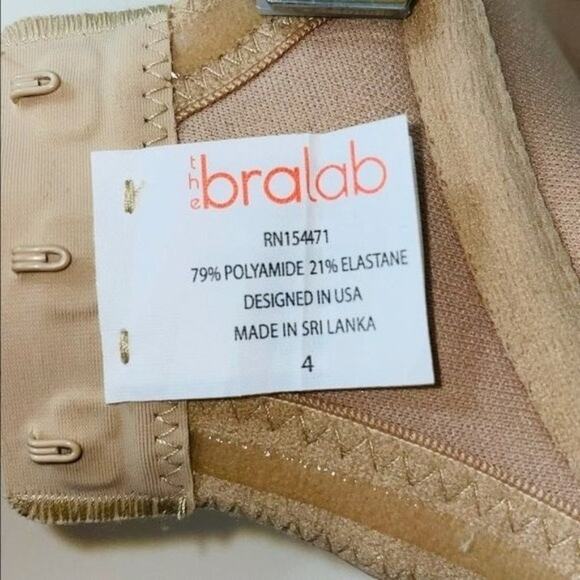 the bralab
RN154471
79% POLYAMIDE 21% ELASTANE
DESIGNED IN USA
MADE IN SRI LANKA
4